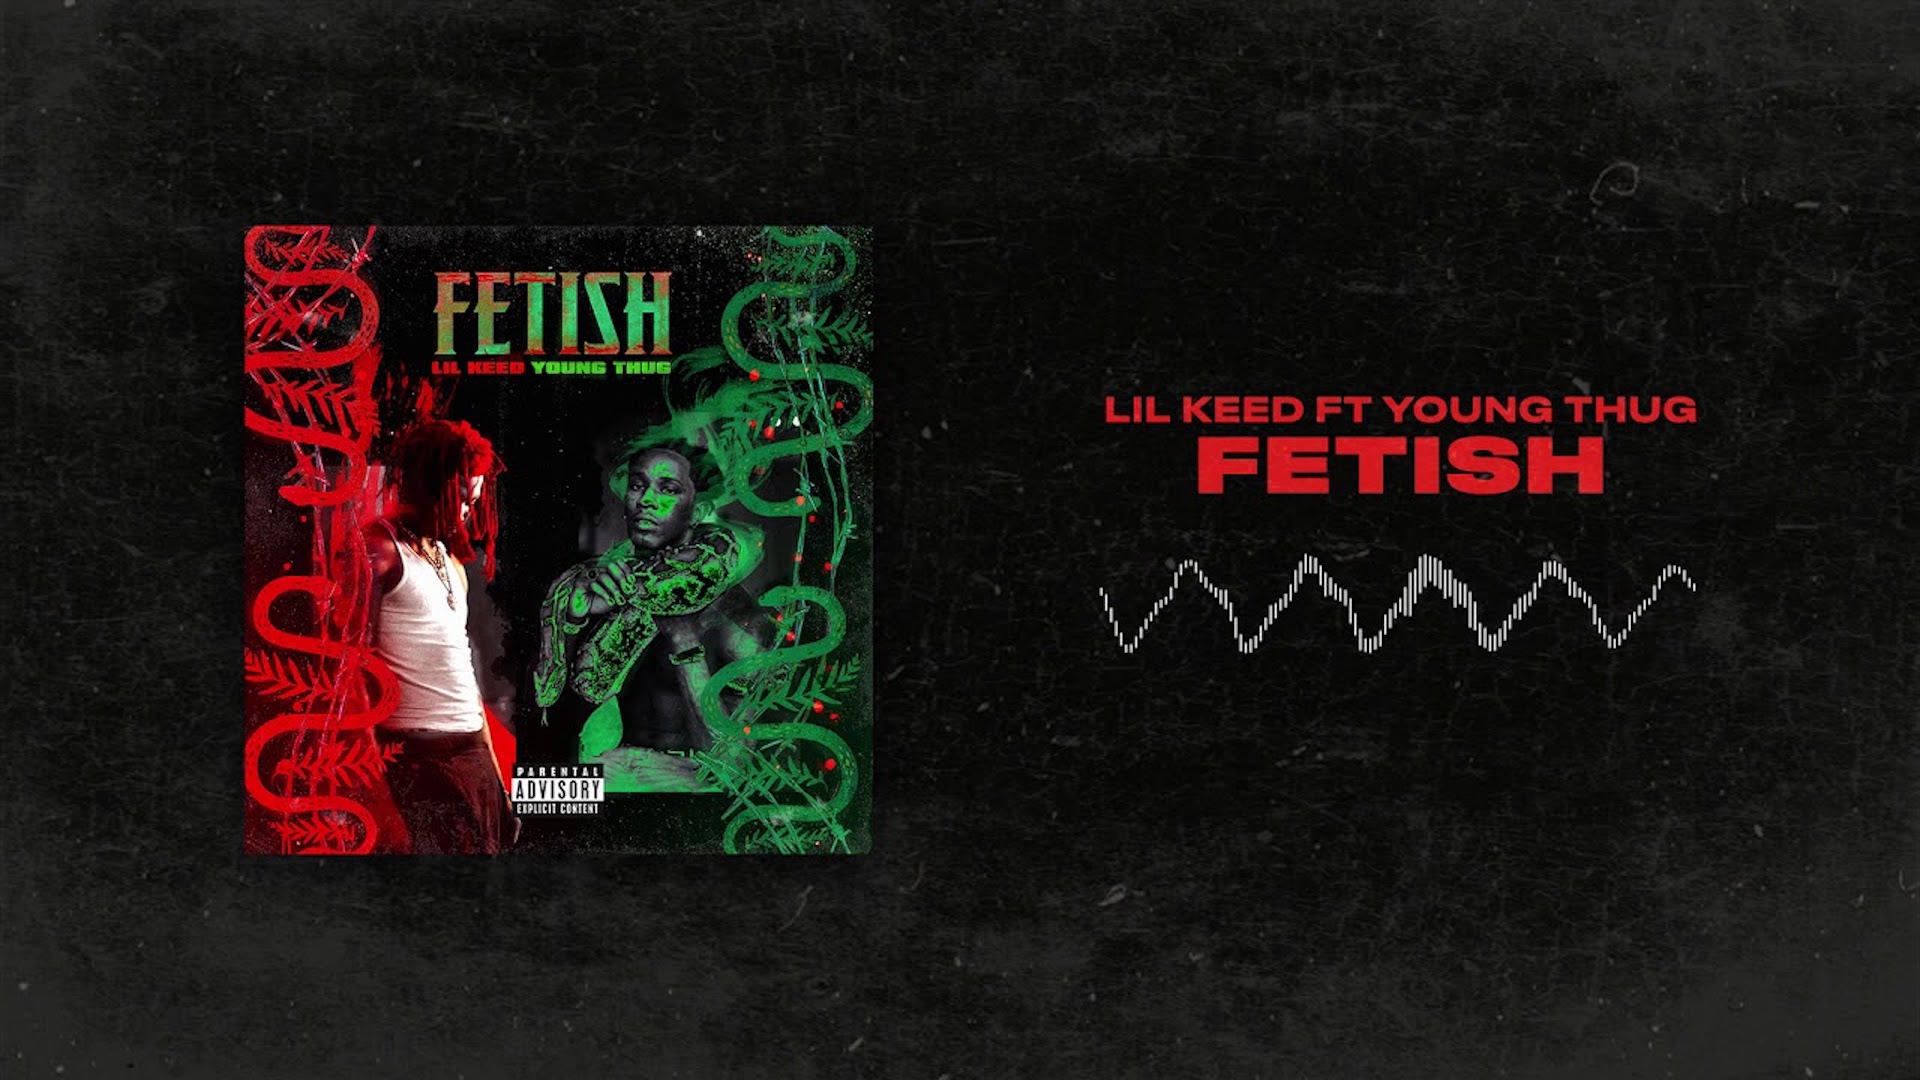 FETISH
LIL KEED YOUNG THUG
PARENTAL
ADVISORY
EXPLICIT CONTENT
LIL KEED FT YOUNG THUG
FETISH